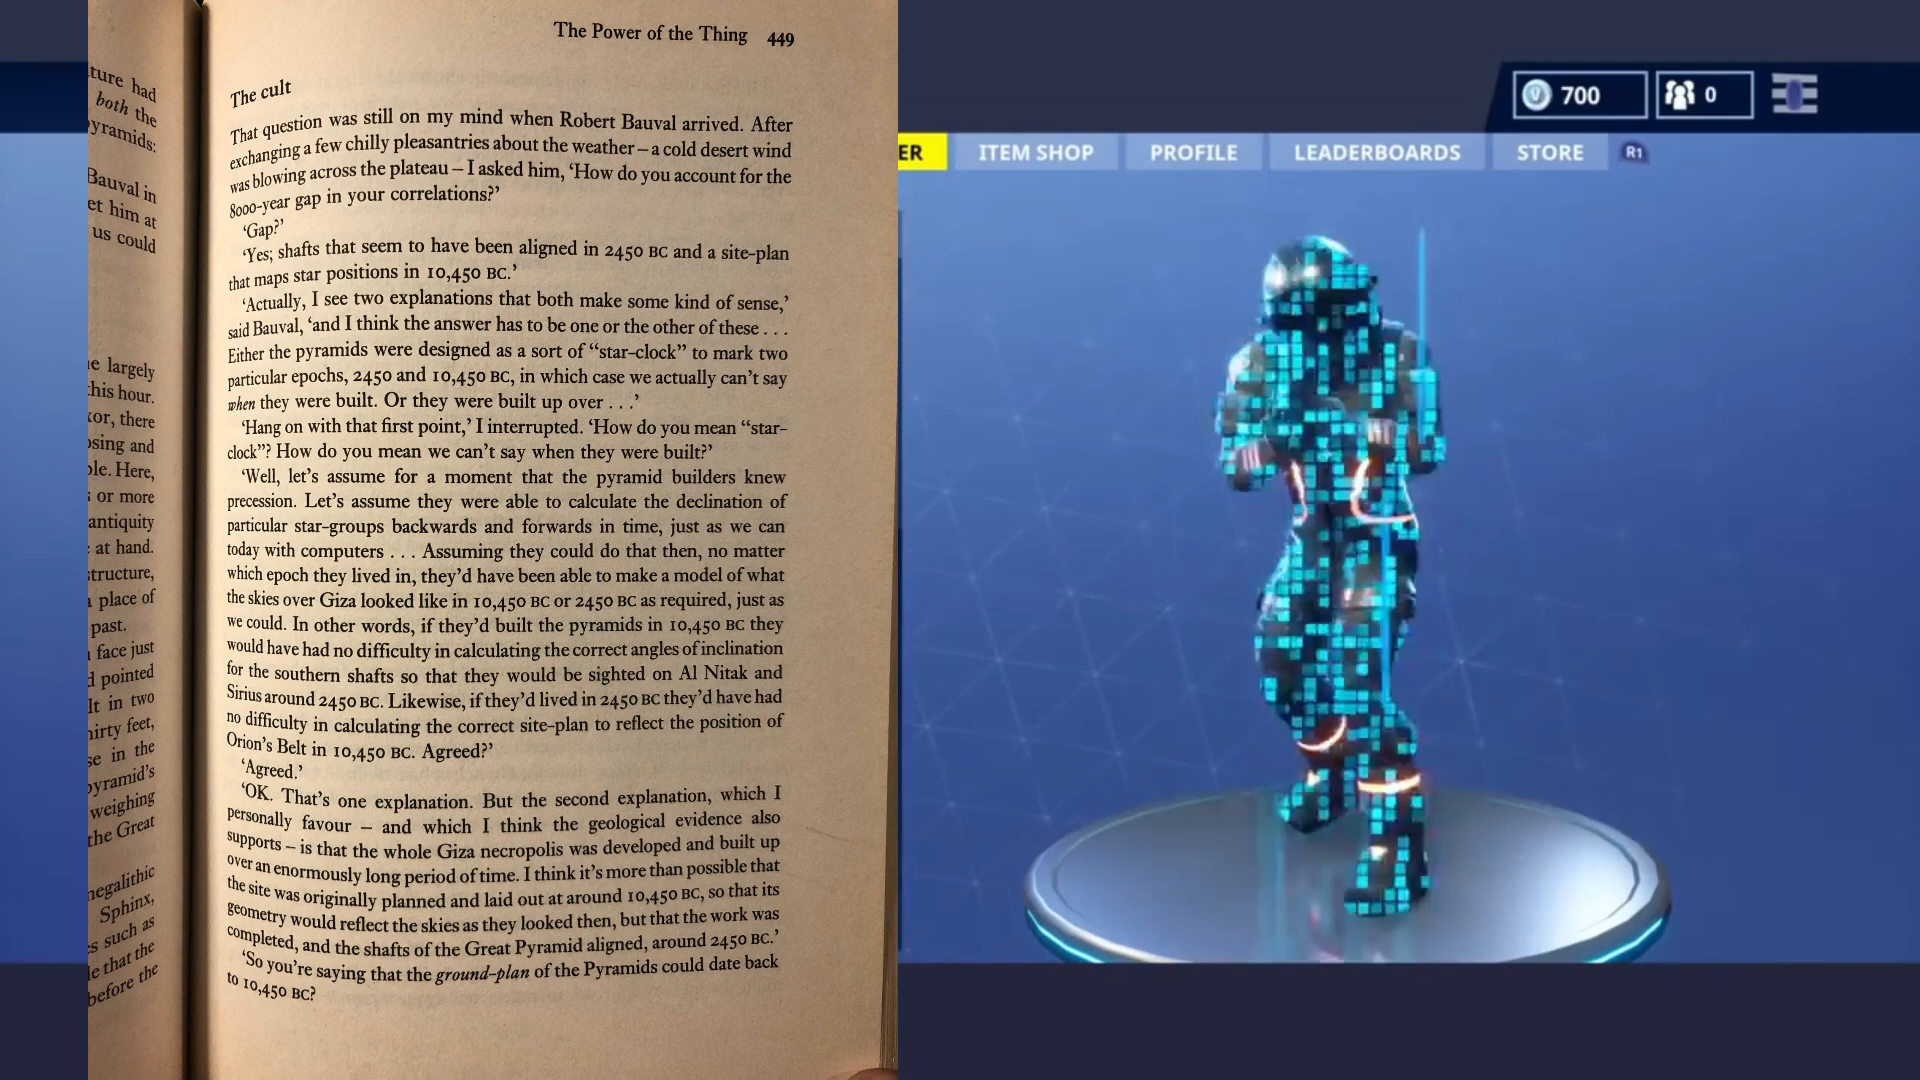 The Power of the Thing 449
ture had
both the
yramids:
Bauval in
et him at
us could
largely
this hour.
there
and
Here,
or more
antiquity
at hand.
structure,
place of
past.
face just
pointed
in two
feet,
in the
pyramid's
weighing
the Great
megalithic
Sphinx,
such as
that the
before the
The cult
That question was still on my mind when Robert Bauval arrived. After
exchanging a few chilly pleasantries about the weather – a cold desert wind
was blowing across the plateau – I asked him, 'How do you account for the
8000-year gap in your correlations?'
'Gap?'
'Yes; shafts that seem to have been aligned in 2450 BC and a site-plan
that maps star positions in 10,450 BC.'
'Actually, I see two explanations that both make some kind of sense,'
said Bauval, 'and I think the answer has to be one or the other of these . . .
Either the pyramids were designed as a sort of "star-clock" to mark two
particular epochs, 2450 and 10,450 BC, in which case we actually can't say
when they were built. Or they were built up over . . .'
'Hang on with that first point,' I interrupted. 'How do you mean "star-
clock"? How do you mean we can't say when they were built?'
'Well, let's assume for a moment that the pyramid builders knew
precession. Let's assume they were able to calculate the declination of
particular star-groups backwards and forwards in time, just as we can
today with computers . . . Assuming they could do that then, no matter
which epoch they lived in, they'd have been able to make a model of what
the skies over Giza looked like in 10,450 BC or 2450 BC as required, just as
we could. In other words, if they'd built the pyramids in 10,450 BC they
would have had no difficulty in calculating the correct angles of inclination
for the southern shafts so that they would be sighted on Al Nitak and
Sirius around 2450 BC. Likewise, if they'd lived in 2450 BC they'd have had
no difficulty in calculating the correct site-plan to reflect the position of
Orion's Belt in 10,450 BC. Agreed?'
'Agreed.'
'OK. That's one explanation. But the second explanation, which I
personally favour – and which I think the geological evidence also
supports – is that the whole Giza necropolis was developed and built up
over an enormously long period of time. I think it's more than possible that
the site was originally planned and laid out at around 10,450 BC, so that its
geometry would reflect the skies as they looked then, but that the work was
completed, and the shafts of the Great Pyramid aligned, around 2450 BC.'
'So you're saying that the ground-plan of the Pyramids could date back
to 10,450 BC?
V 700 0
ER ITEM SHOP PROFILE LEADERBOARDS STORE R1